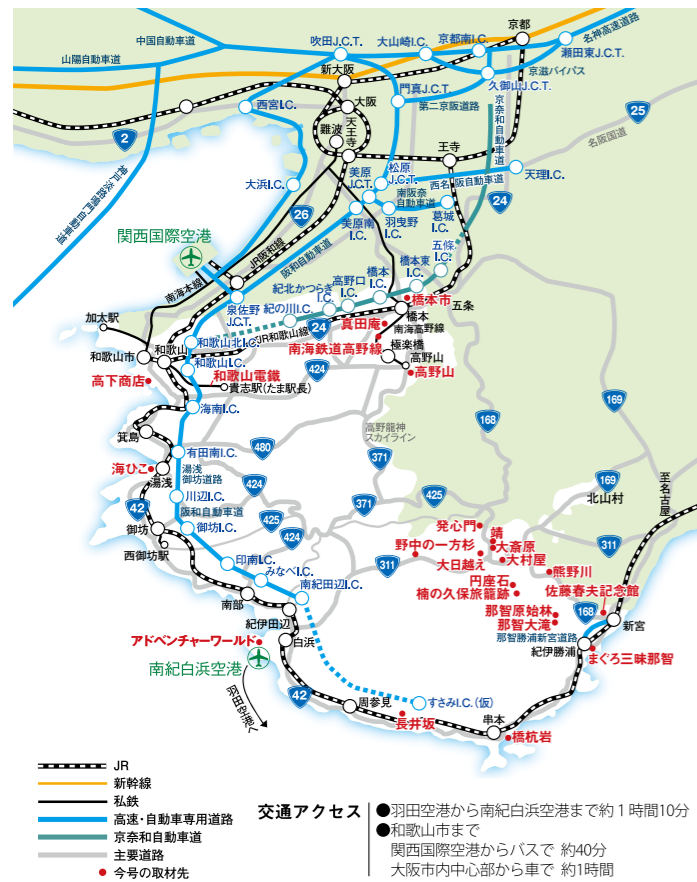 京都
中国自動車道
吹田J.C.T.
大山崎I.C.
京都南I.C.
名神高速道路
山陽自動車道
瀬田東J.C.T.
新大阪
京滋バイパス
久御山J.C.T.
門真J.C.T.
西宮I.C.
大阪
第二京阪道路
京奈和自動車道
25
2
難波
天王寺
王寺
名阪国道
神戸淡路鳴門自動車道
大浜I.C.
美原J.C.T.
松原J.C.T.
西名阪自動車道
天理I.C.
南阪奈自動車道
24
26
美原南I.C.
羽曳野I.C.
葛城I.C.
関西国際空港
JR阪和線
阪和自動車道
五條I.C.
南海本線
橋本東I.C.
橋本I.C.
高野口I.C.
紀北かつらぎI.C.
泉佐野J.C.T.
紀の川I.C.
橋本市
五条
橋本
加太駅
24
真田庵
南海高野線
和歌山北I.C.
JR和歌山線
南海鉄道高野線
極楽橋
和歌山市
和歌山
和歌山I.C.
和歌山電鐵
424
高野山
高野山
高下商店
貴志駅(たま駅長)
海南I.C.
169
168
箕島
高野龍神スカイライン
480
371
有田南I.C.
海ひこ
湯浅
湯浅御坊道路
169
至名古屋
424
425
川辺I.C.
北山村
42
阪和自動車道
371
425
発心門
靖
御坊
御坊I.C.
424
311
野中の一方杉
大斎原
西御坊駅
大日越え
大村屋
印南I.C.
311
熊野川
みなべI.C.
円座石
佐藤春夫記念館
南紀田辺I.C.
楠の久保旅籠跡
南部
168
那智原始林
紀伊田辺
那智大滝
新宮
アドベンチャーワールド
白浜
那智勝浦新宮道路
紀伊勝浦
南紀白浜空港
まぐろ三昧那智
42
羽田空港へ
周参見
すさみI.C.(仮)
長井坂
串本
橋杭岩
JR
新幹線
私鉄
高速・自動車専用道路
京奈和自動車道
主要道路
今号の取材先
交通アクセス
●羽田空港から南紀白浜空港まで約1時間10分
●和歌山市まで
関西国際空港からバスで 約40分
大阪市内中心部から車で 約1時間